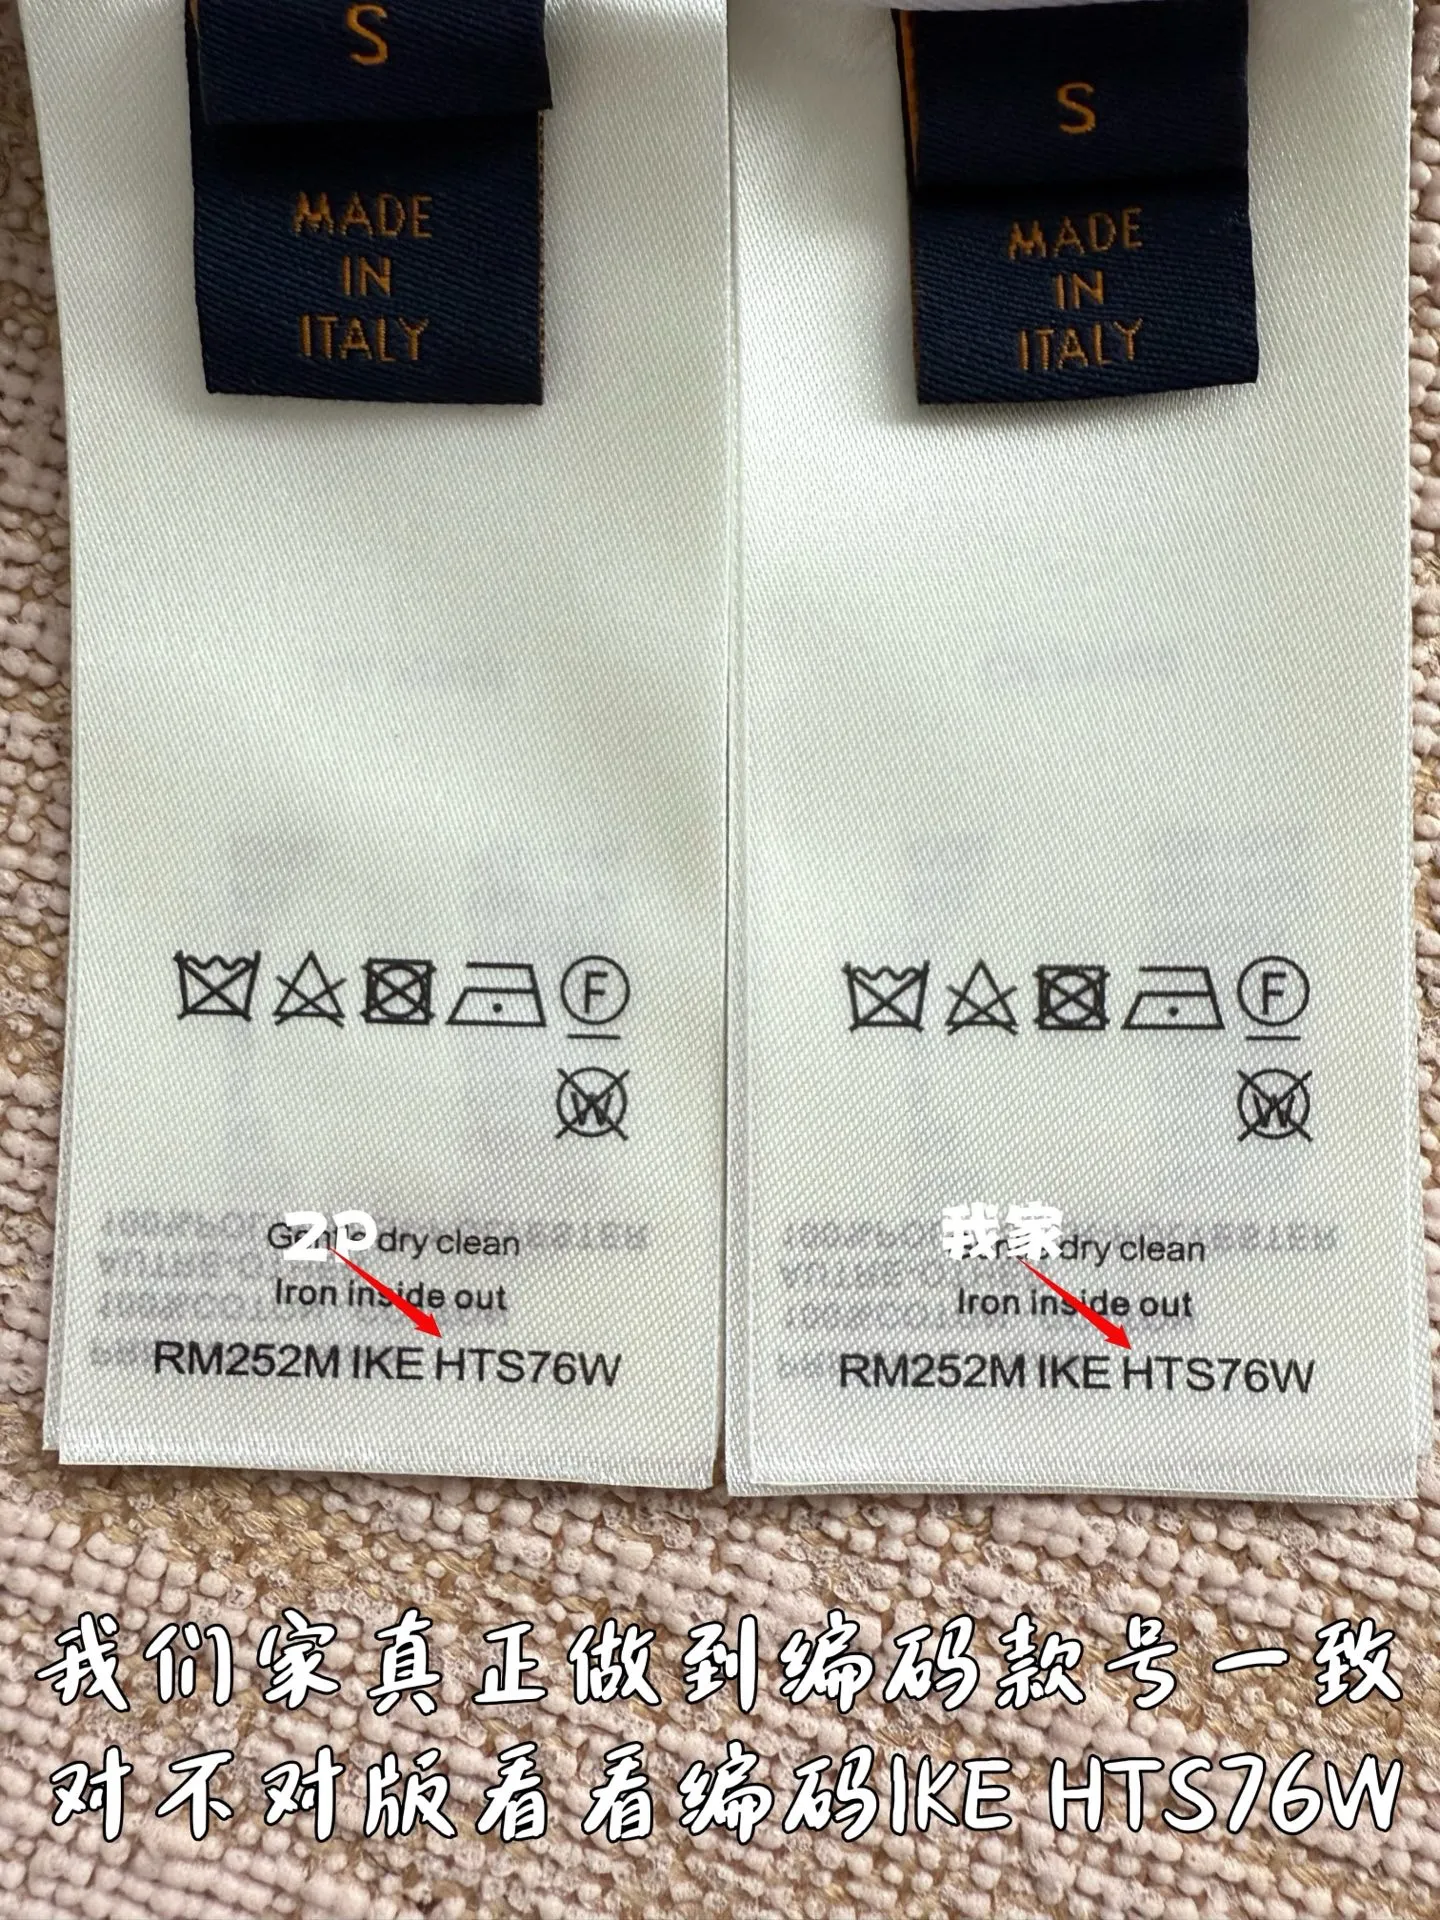 S
MADE
IN
ITALY
S
MADE
IN
ITALY
F
W
F
W
ZP
Gentle dry clean
Iron inside out
RM252M IKE HTS76W
我家
dry clean
Iron inside out
RM252M IKE HTS76W
我们家真正做到编码款号一致
对不对版看看编码IKE HTS76W